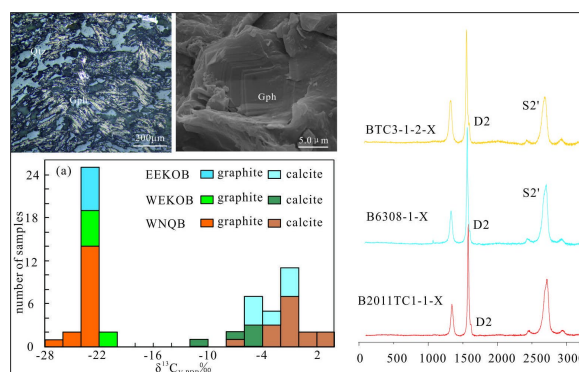 Gph
200μm
Gph
5.0μm
(a)
EEKOB graphite calcite
WEKOB graphite calcite
WNQB graphite calcite
number of samples
24
18
12
6
0
-28 -22 -16 -10 -4 2
BTC3-1-2-X
D2
S2'
B6308-1-X
D2
S2'
B2011TC1-1-X
D2
0 500 1000 1500 2000 2500 3000